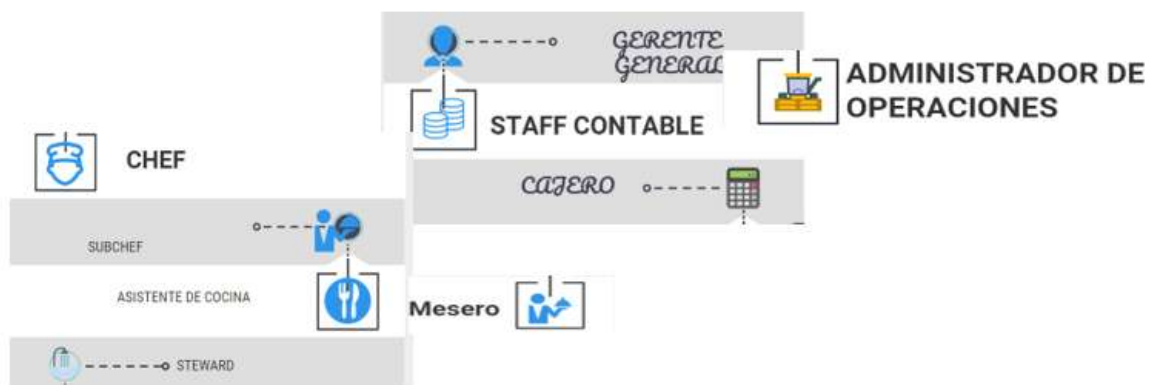 GERENTE
GENERAL
ADMINISTRADOR DE
OPERACIONES
STAFF CONTABLE
CHEF
CAJERO
SUBCHEF
ASISTENTE DE COCINA
Mesero
STEWARD